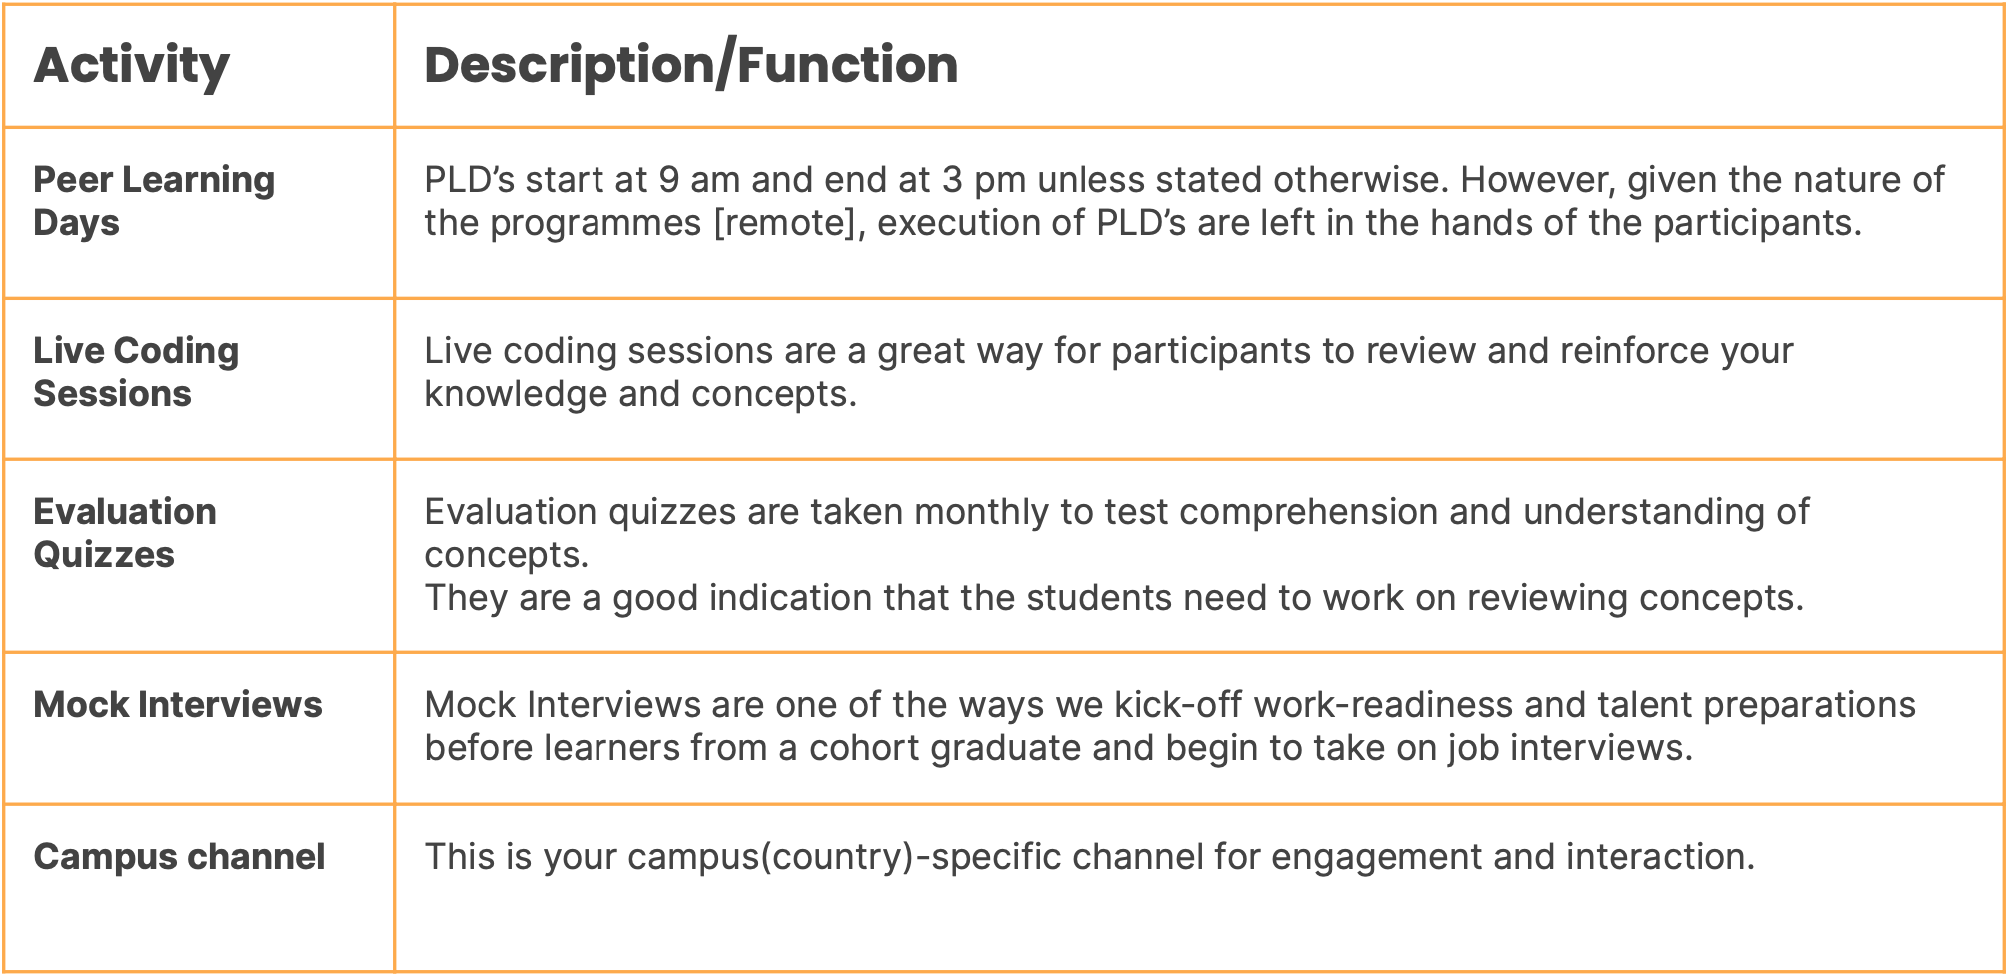 Activity
Description/Function
Peer Learning
Days
PLD’s start at 9 am and end at 3 pm unless stated otherwise. However, given the nature of
the programmes [remote], execution of PLD’s are left in the hands of the participants.
Live Coding
Sessions
Live coding sessions are a great way for participants to review and reinforce your
knowledge and concepts.
Evaluation
Quizzes
Evaluation quizzes are taken monthly to test comprehension and understanding of
concepts.
They are a good indication that the students need to work on reviewing concepts.
Mock Interviews
Mock Interviews are one of the ways we kick-off work-readiness and talent preparations
before learners from a cohort graduate and begin to take on job interviews.
Campus channel
This is your campus(country)-specific channel for engagement and interaction.